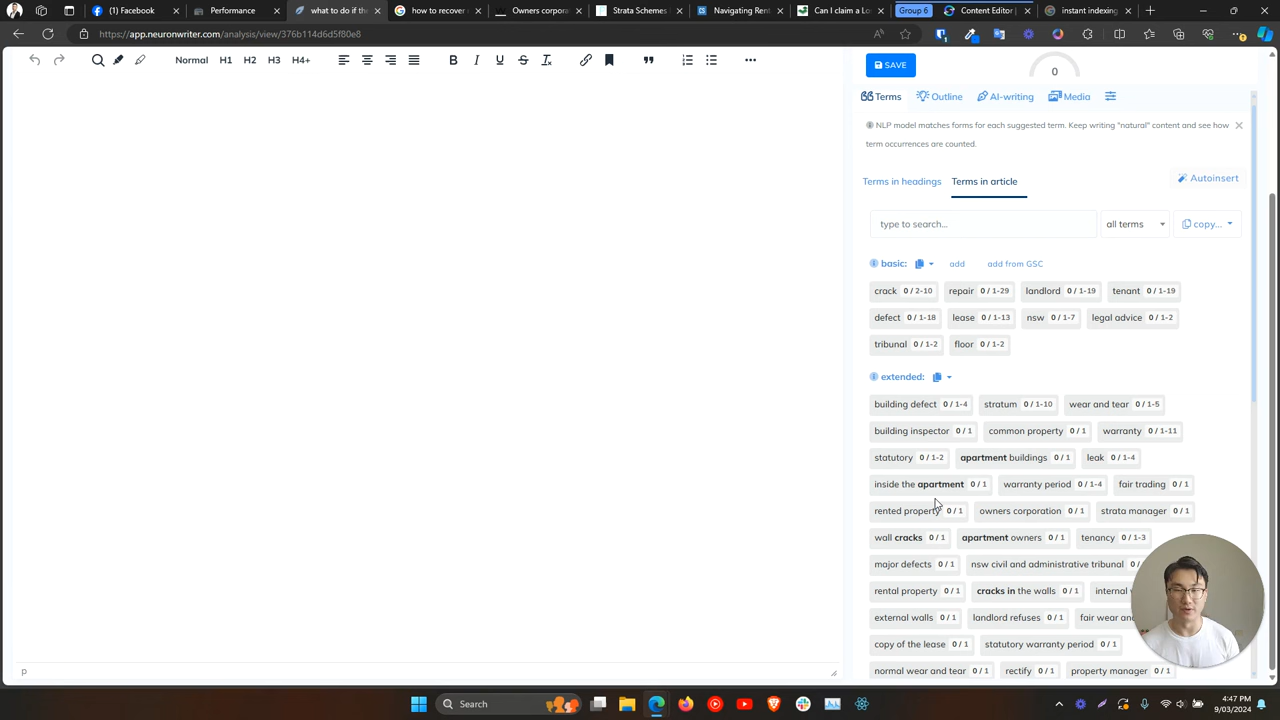 (1) Facebook
Performance
what to do if the
how to recover
Owners corpora
Strata Schemes
Navigating Rent
Can I claim a Lo
Group 6
Content Editor
instant indexing
https://app.neuronwriter.com/analysis/view/376b114d6d5f80e8
Normal H1 H2 H3 H4+ B I U S
SAVE
0
Terms Outline AI-writing Media
NLP model matches forms for each suggested term. Keep writing "natural" content and see how
term occurrences are counted.
Terms in headings Terms in article Autoinsert
type to search... all terms copy...
basic: add add from GSC
crack 0 / 2-10 repair 0 / 1-29 landlord 0 / 1-19 tenant 0 / 1-19
defect 0 / 1-18 lease 0 / 1-13 nsw 0 / 1-7 legal advice 0 / 1-2
tribunal 0 / 1-2 floor 0 / 1-2
extended:
building defect 0 / 1-4 stratum 0 / 1-10 wear and tear 0 / 1-5
building inspector 0 / 1 common property 0 / 1 warranty 0 / 1-11
statutory 0 / 1-2 apartment buildings 0 / 1 leak 0 / 1-4
inside the apartment 0 / 1 warranty period 0 / 1-4 fair trading 0 / 1
rented property 0 / 1 owners corporation 0 / 1 strata manager 0 / 1
wall cracks 0 / 1 apartment owners 0 / 1 tenancy 0 / 1-3
major defects 0 / 1 nsw civil and administrative tribunal 0 /
rental property 0 / 1 cracks in the walls 0 / 1 internal
external walls 0 / 1 landlord refuses 0 / 1 fair wear
copy of the lease 0 / 1 statutory warranty period 0 / 1
normal wear and tear 0 / 1 rectify 0 / 1 property manager 0 / 1
p
Search
4:47 PM
9/03/2024